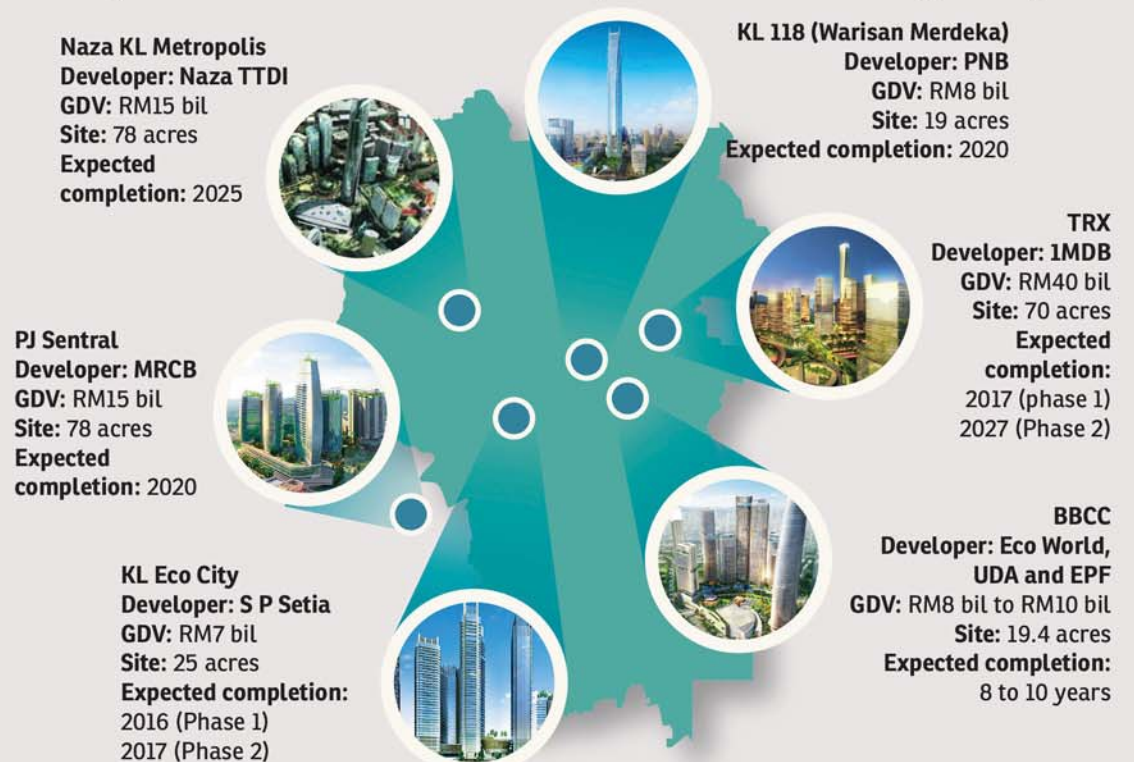 Naza KL Metropolis
Developer: Naza TTDI
GDV: RM15 bil
Site: 78 acres
Expected
completion: 2025
KL 118 (Warisan Merdeka)
Developer: PNB
GDV: RM8 bil
Site: 19 acres
Expected completion: 2020
TRX
Developer: 1MDB
GDV: RM40 bil
Site: 70 acres
Expected
completion:
2017 (phase 1)
2027 (Phase 2)
PJ Sentral
Developer: MRCB
GDV: RM15 bil
Site: 78 acres
Expected
completion: 2020
BBCC
Developer: Eco World,
UDA and EPF
GDV: RM8 bil to RM10 bil
Site: 19.4 acres
Expected completion:
8 to 10 years
KL Eco City
Developer: S P Setia
GDV: RM7 bil
Site: 25 acres
Expected completion:
2016 (Phase 1)
2017 (Phase 2)